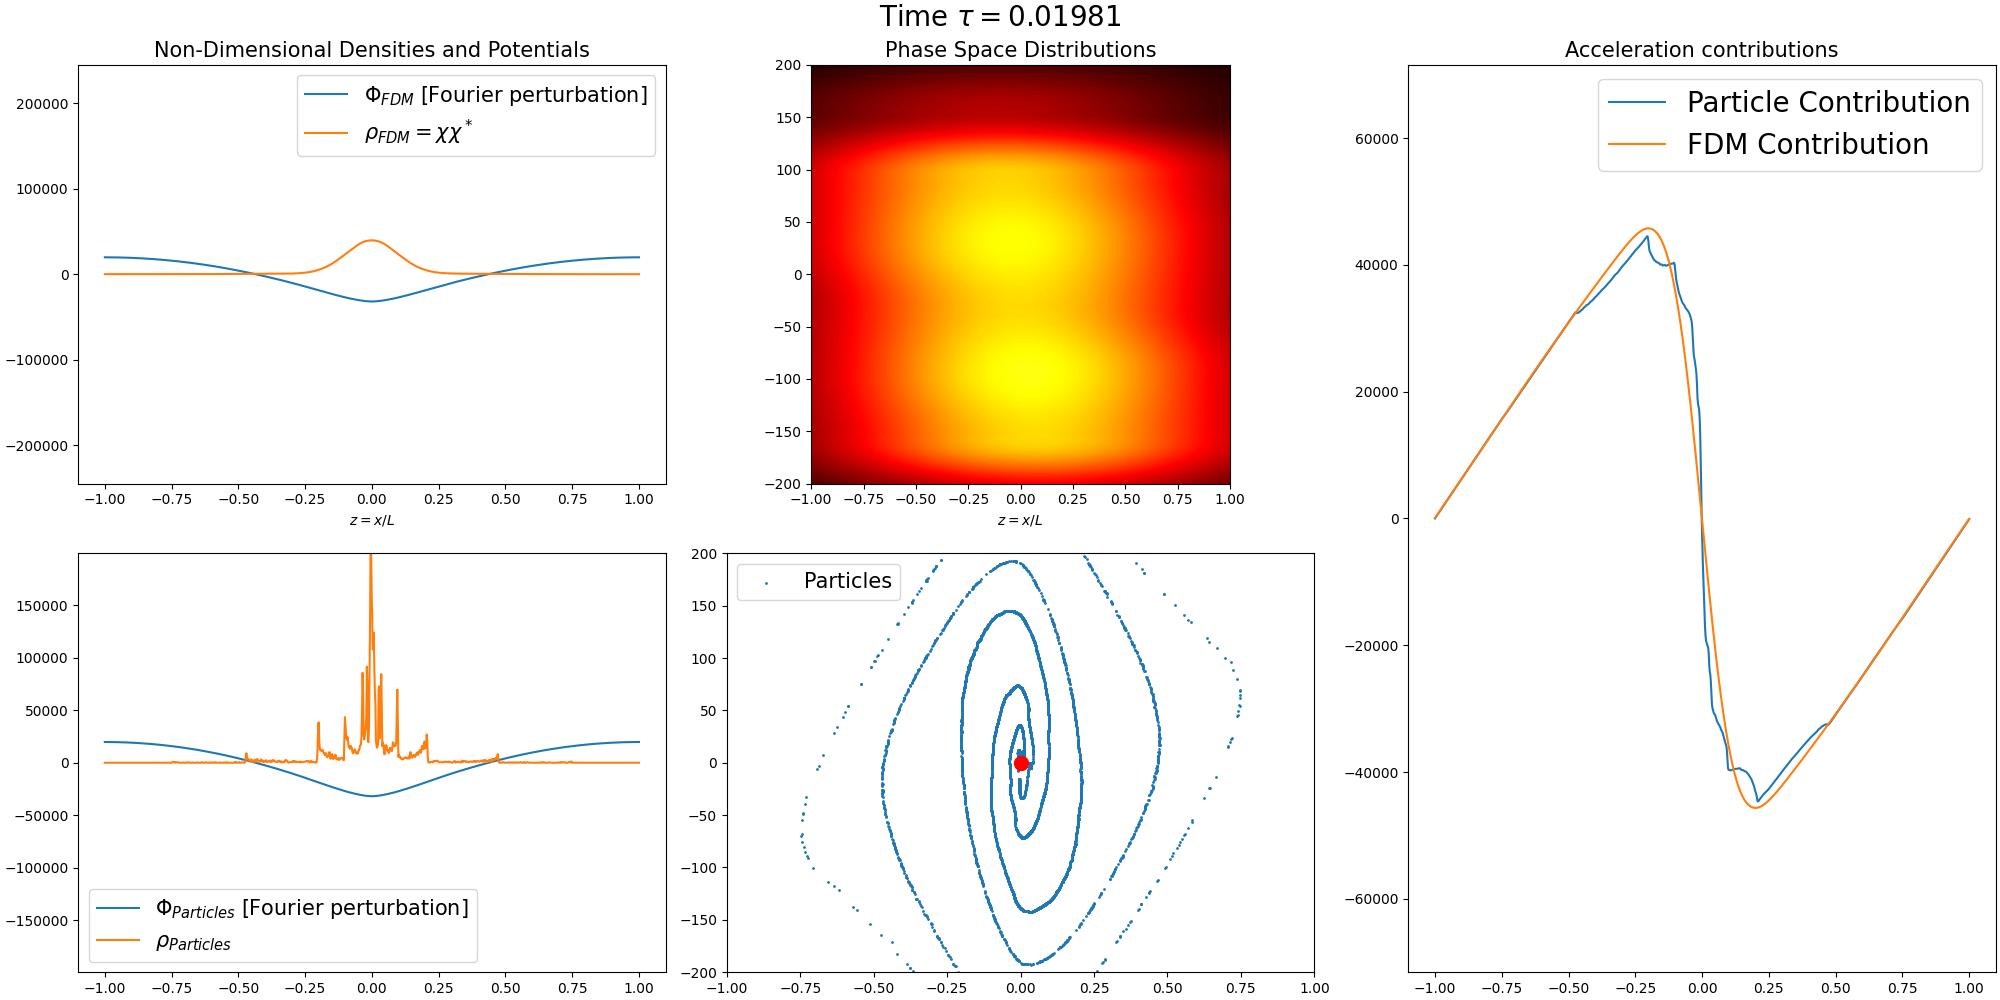 Time τ = 0.01981
Non-Dimensional Densities and Potentials
Φ_FDM [Fourier perturbation]
ρ_FDM = χχ*
200000
100000
0
−100000
−200000
−1.00 −0.75 −0.50 −0.25 0.00 0.25 0.50 0.75 1.00
z = x/L
Phase Space Distributions
200
150
100
50
0
−50
−100
−150
−200
−1.00 −0.75 −0.50 −0.25 0.00 0.25 0.50 0.75 1.00
z = x/L
Acceleration contributions
Particle Contribution
FDM Contribution
60000
40000
20000
0
−20000
−40000
−60000
−1.00 −0.75 −0.50 −0.25 0.00 0.25 0.50 0.75 1.00
150000
100000
50000
0
−50000
−100000
−150000
Φ_Particles [Fourier perturbation]
ρ_Particles
−1.00 −0.75 −0.50 −0.25 0.00 0.25 0.50 0.75 1.00
Particles
200
150
100
50
0
−50
−100
−150
−200
−1.00 −0.75 −0.50 −0.25 0.00 0.25 0.50 0.75 1.00